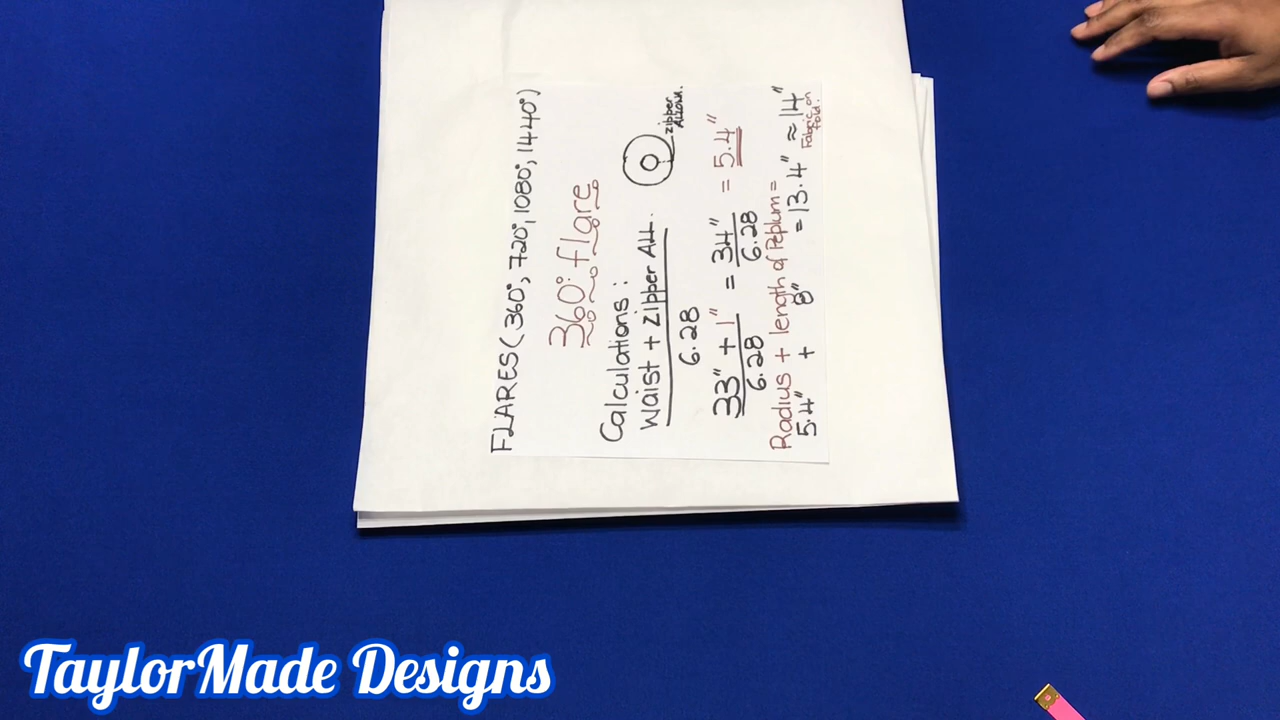 FLARES (360°, 720°, 1080°, 1440°)
360° flare
Calculations:
Waist + Zipper All.
6.28
zipper
Allown.
33" + 1" = 34" = 5.4"
6.28 6.28
Radius + length of Peplum =
5.4" + 8" = 13.4" ≈ 14"
Fabric on
fold.
TaylorMade Designs